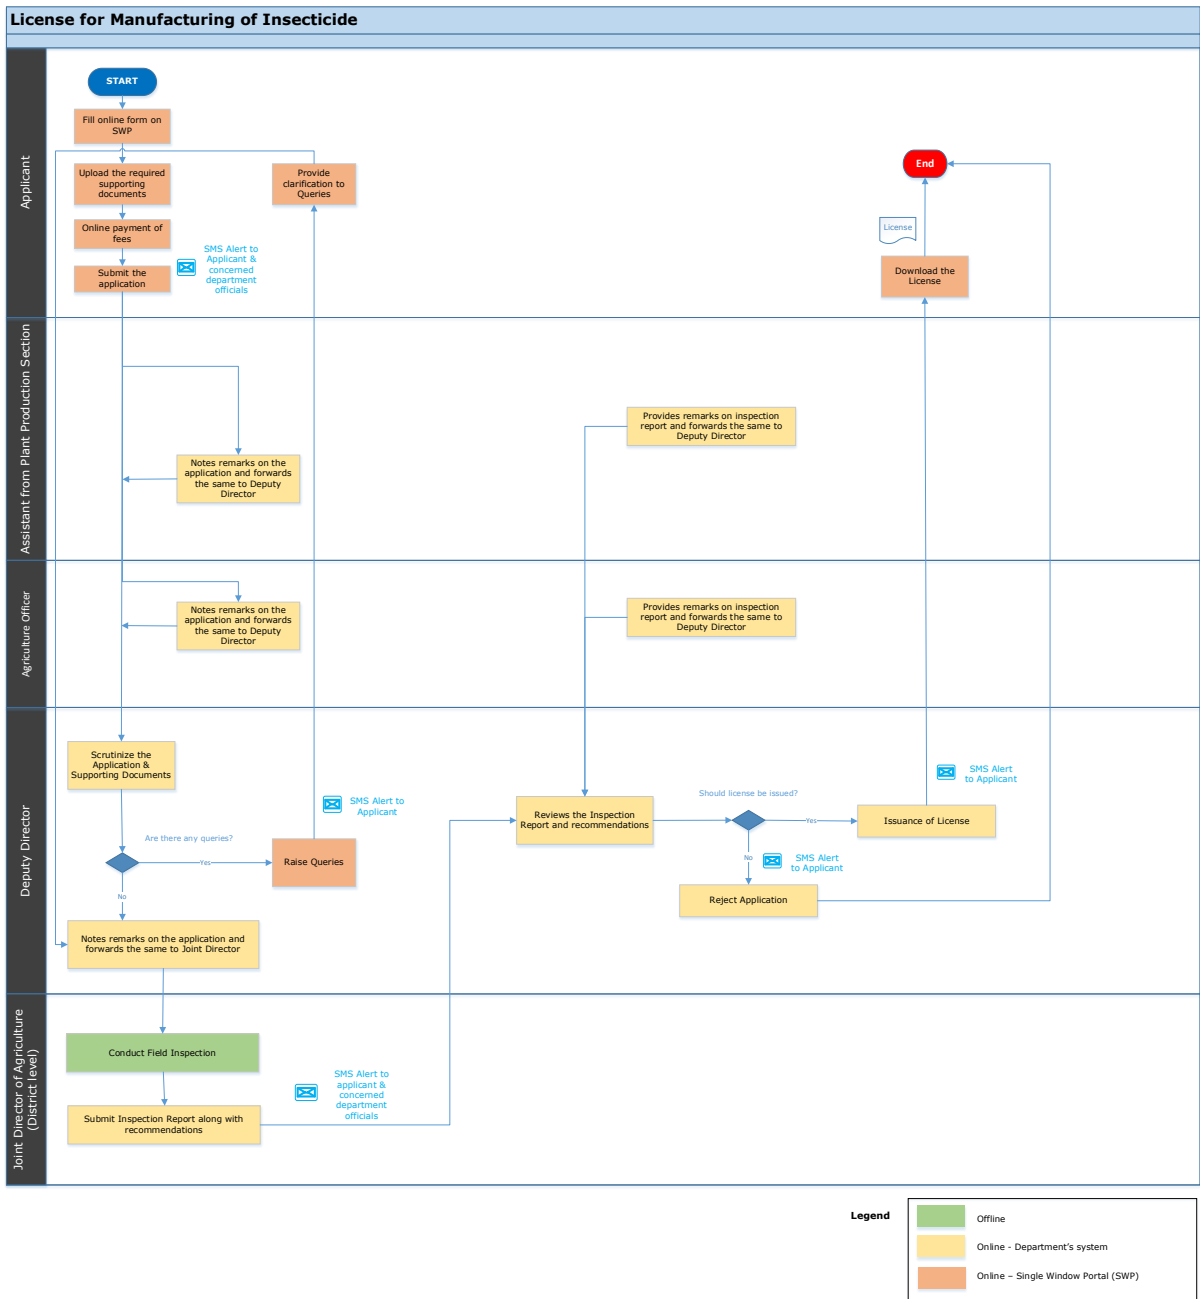 License for Manufacturing of Insecticide
Applicant
START
Fill online form on
SWP
Upload the required
supporting
documents
Online payment of
fees
Submit the
application
SMS Alert to
Applicant &
concerned
department
officials
Provide
clarification to
Queries
End
License
Download the
License
Assistant from Plant Production Section
Notes remarks on the
application and forwards
the same to Deputy
Director
Provides remarks on inspection
report and forwards the same to
Deputy Director
Agriculture Officer
Notes remarks on the
application and forwards
the same to Deputy
Director
Provides remarks on inspection
report and forwards the same to
Deputy Director
Deputy Director
Scrutinize the
Application &
Supporting Documents
Are there any queries?
Yes
No
Raise Queries
SMS Alert to
Applicant
Notes remarks on the application and
forwards the same to Joint Director
Reviews the Inspection
Report and recommendations
Should license be issued?
Yes
No
SMS Alert
to Applicant
Reject Application
Issuance of License
SMS Alert
to Applicant
Joint Director of Agriculture
(District level)
Conduct Field Inspection
Submit Inspection Report along with
recommendations
SMS Alert to
applicant &
concerned
department
officials
Legend
Offline
Online - Department's system
Online – Single Window Portal (SWP)